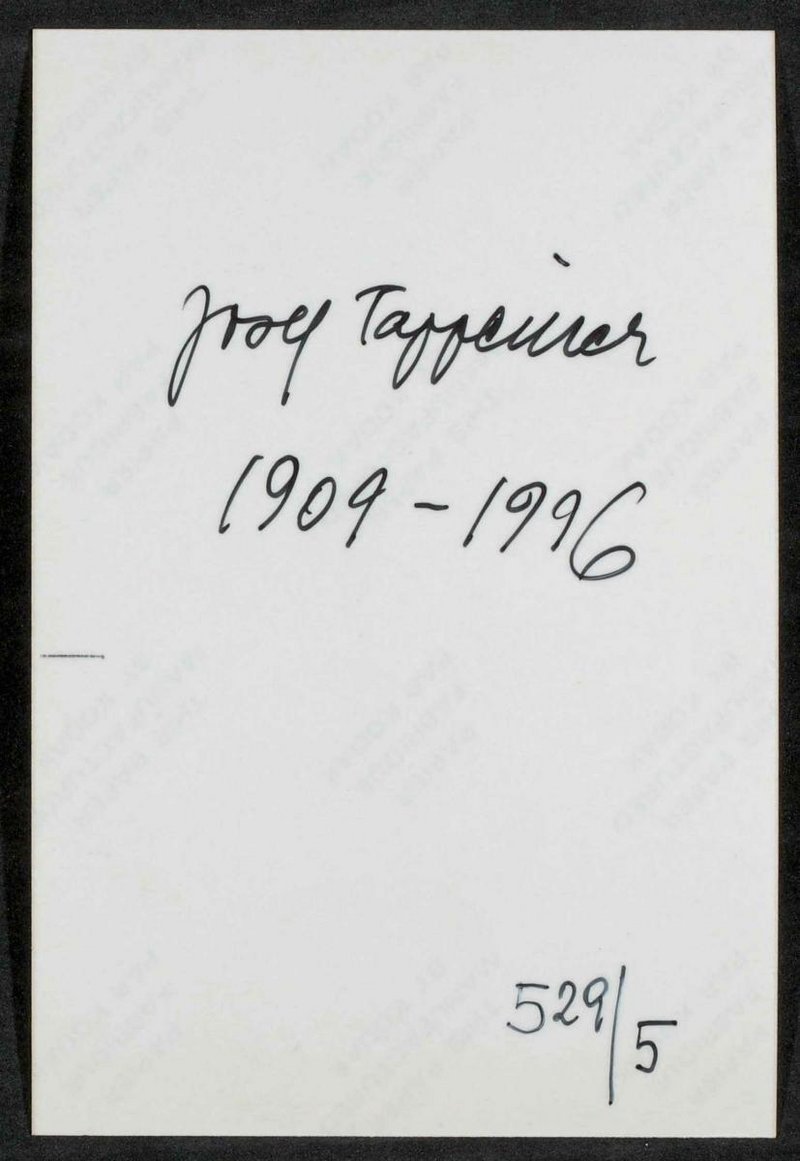 Josef Tappeiner
1909 - 1996
529/5